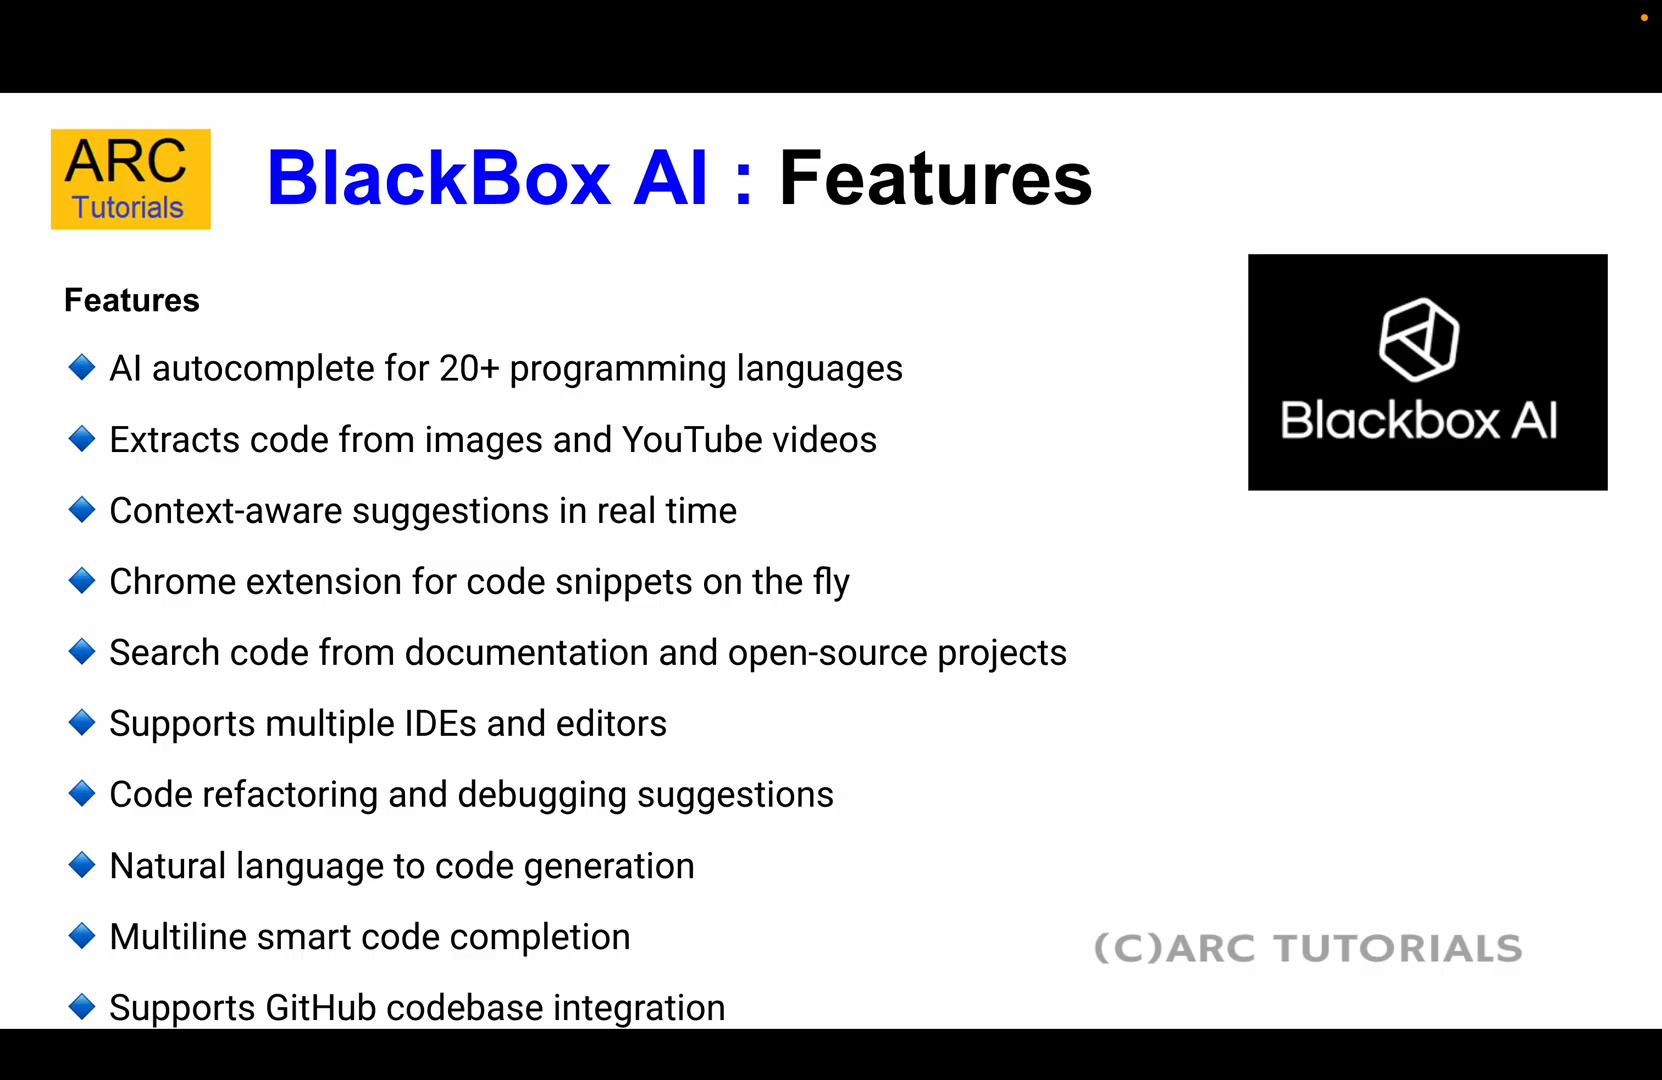 ARC
Tutorials
BlackBox AI : Features
Features
AI autocomplete for 20+ programming languages
Extracts code from images and YouTube videos
Context-aware suggestions in real time
Chrome extension for code snippets on the fly
Search code from documentation and open-source projects
Supports multiple IDEs and editors
Code refactoring and debugging suggestions
Natural language to code generation
Multiline smart code completion
Supports GitHub codebase integration
Blackbox AI
(C)ARC TUTORIALS